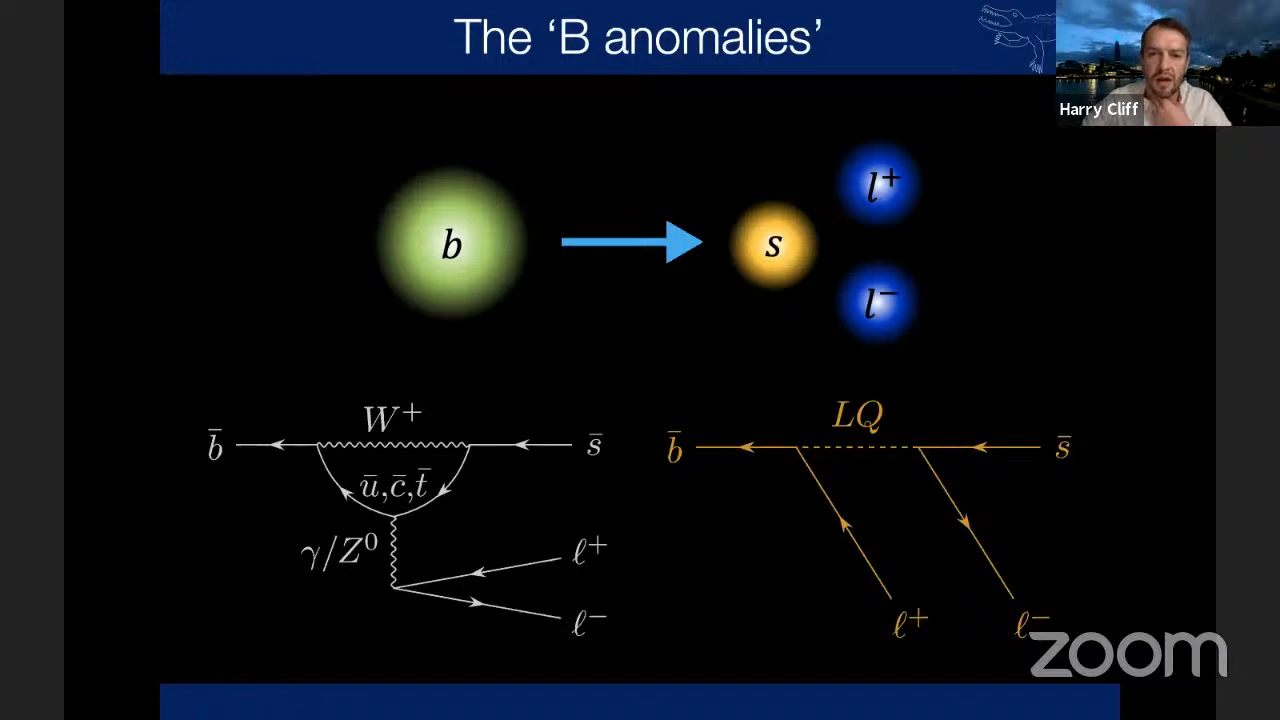 The ‘B anomalies’
Harry Cliff
b
s
l⁺
l⁻
W⁺
b̄
s̄
ū,c̄,t̄
γ/Z⁰
ℓ⁺
ℓ⁻
LQ
b̄
s̄
ℓ⁺
ℓ⁻
zoom